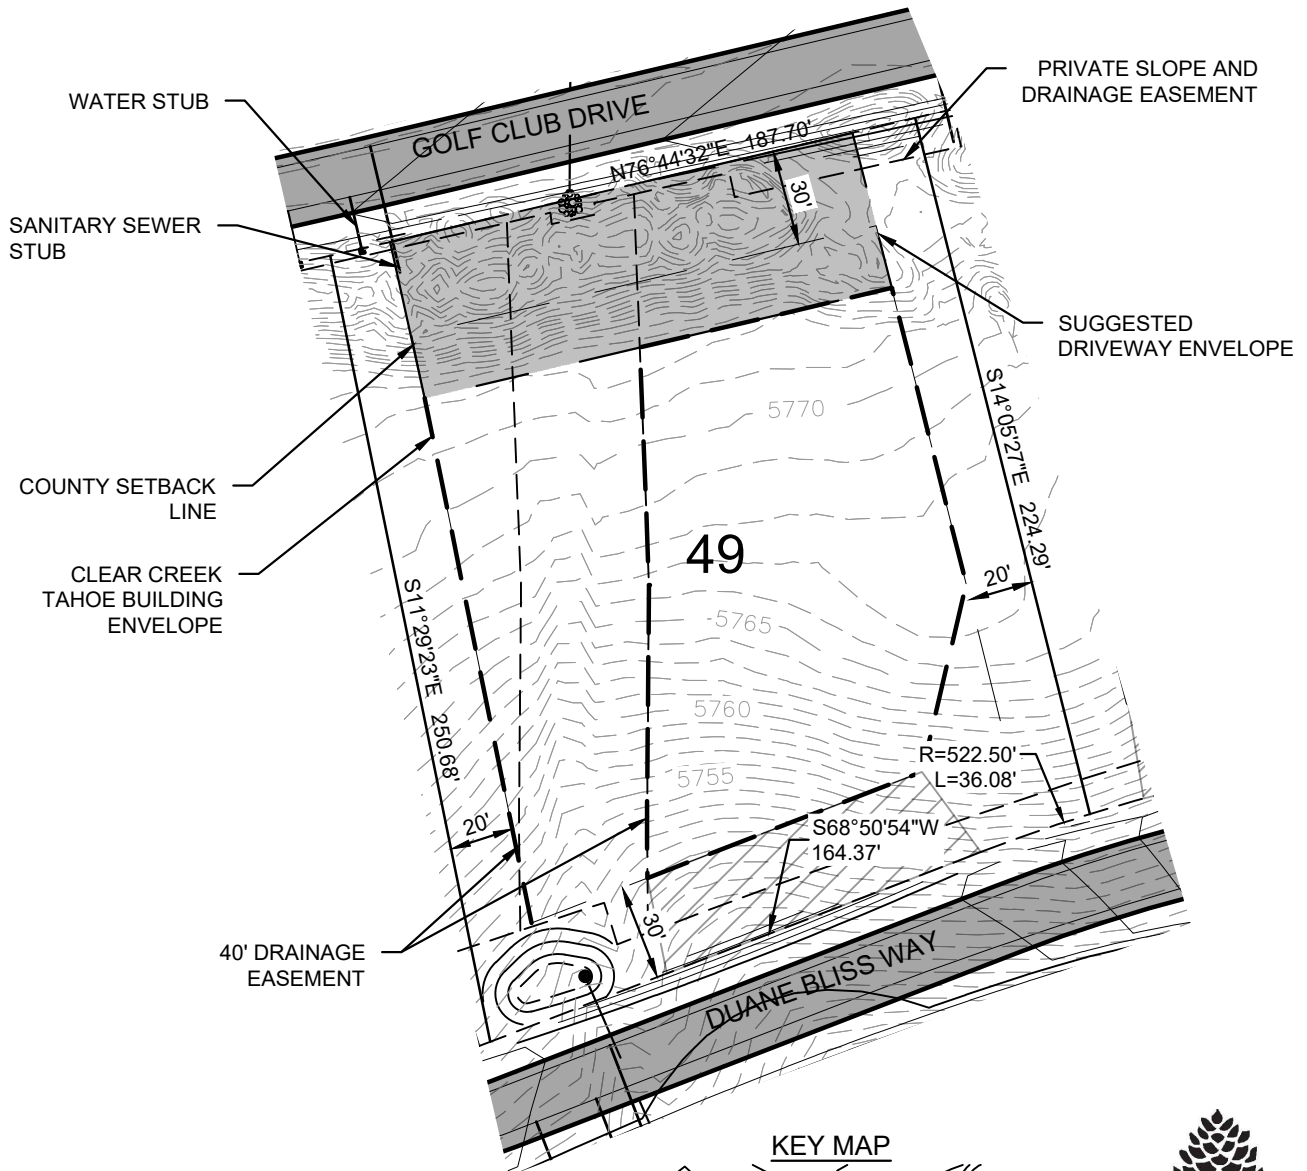 WATER STUB
GOLF CLUB DRIVE
PRIVATE SLOPE AND
DRAINAGE EASEMENT
N76°44'32"E 187.70'
30'
SANITARY SEWER
STUB
SUGGESTED
DRIVEWAY ENVELOPE
S14°05'27"E 224.29'
5770
COUNTY SETBACK
LINE
49
CLEAR CREEK
TAHOE BUILDING
ENVELOPE
20'
S11°29'23"E 250.68'
5765
5760
5755
R=522.50'
L=36.08'
20'
S68°50'54"W
164.37'
30'
40' DRAINAGE
EASEMENT
DUANE BLISS WAY
KEY MAP